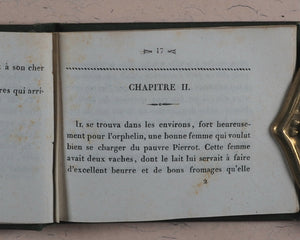 à son cher
res qui arri-
17
CHAPITRE II.
IL se trouva dans les environs, fort heureuse-
ment pour l'orphelin, une bonne femme qui voulut
bien se charger du pauvre Pierrot. Cette femme
avait deux vaches, dont le lait lui serrait à faire
d'excellent beurre et de bons fromages qu'elle
2